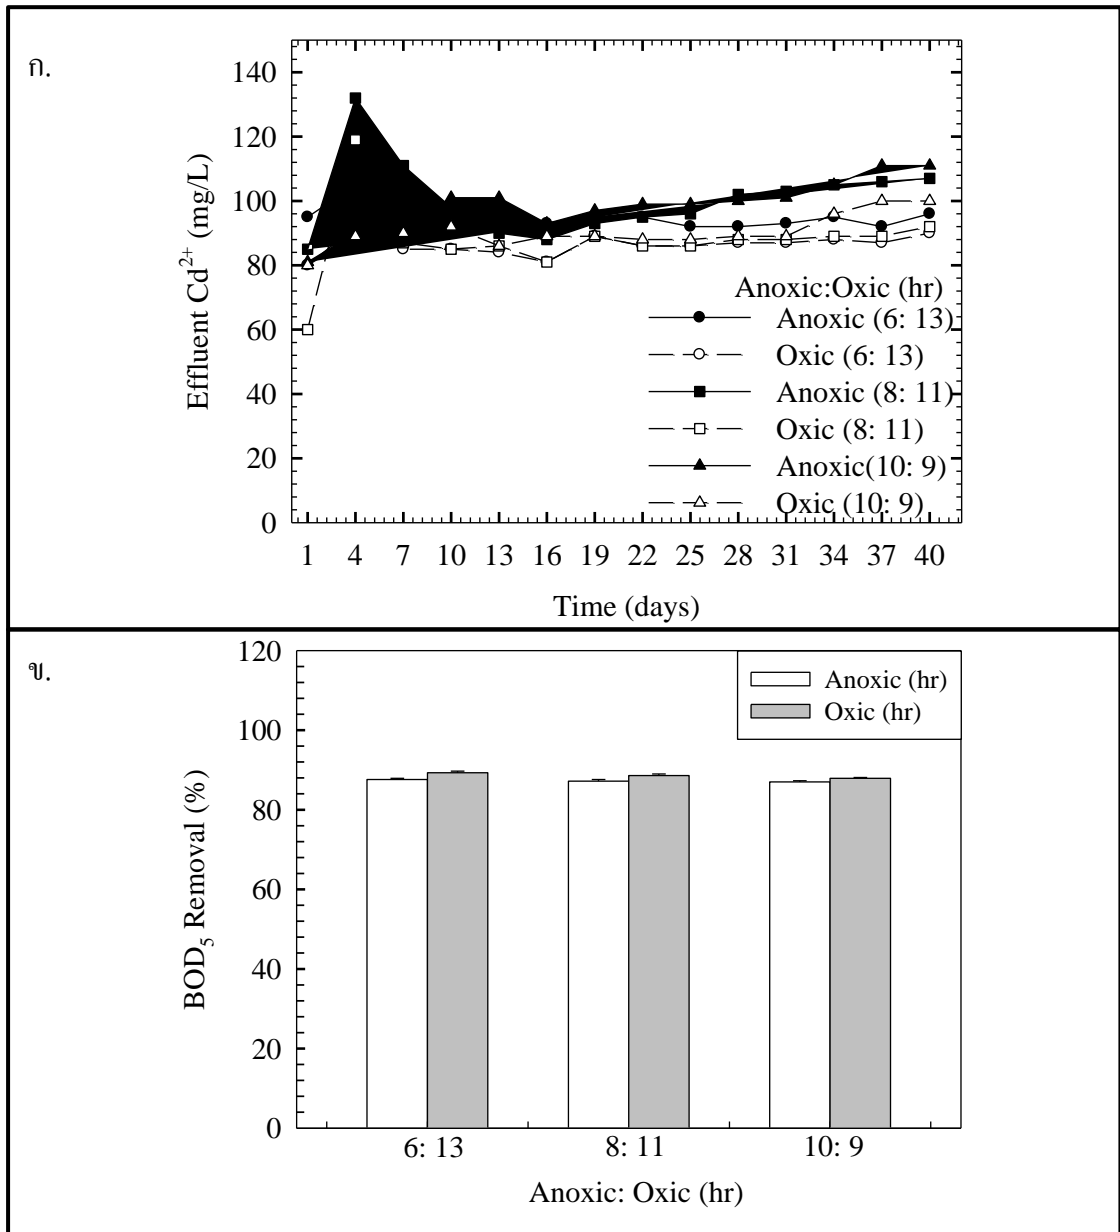 ก.
Effluent Cd2+ (mg/L)
140
120
100
80
60
40
20
0
1 4 7 10 13 16 19 22 25 28 31 34 37 40
Time (days)
Anoxic:Oxic (hr)
Anoxic (6: 13)
Oxic (6: 13)
Anoxic (8: 11)
Oxic (8: 11)
Anoxic(10: 9)
Oxic (10: 9)
ข.
BOD5 Removal (%)
120
100
80
60
40
20
0
Anoxic (hr)
Oxic (hr)
6: 13 8: 11 10: 9
Anoxic: Oxic (hr)